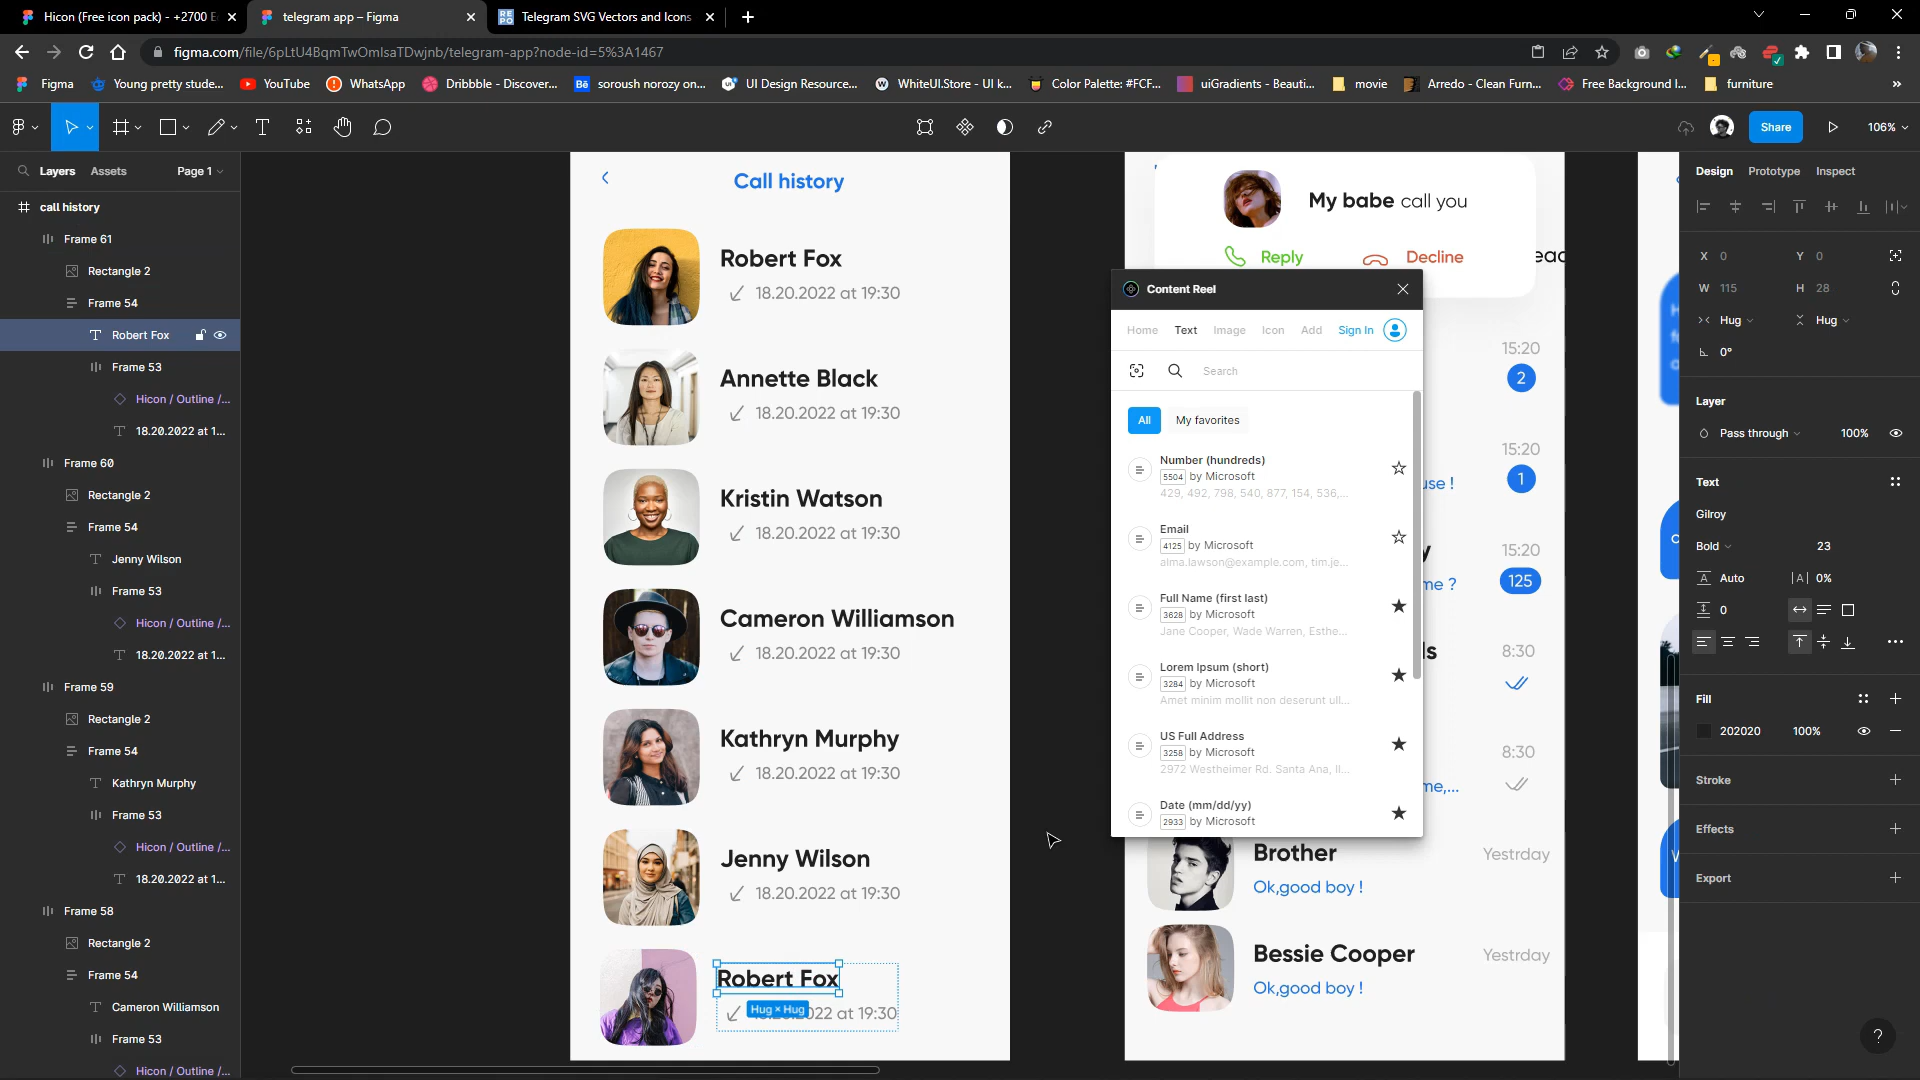 Hicon (Free icon pack) - +2700 E
telegram app – Figma
Telegram SVG Vectors and Icons
figma.com/file/6pLtU4BqmTwOmIsaTDwjnb/telegram-app?node-id=5%3A1467
Figma
Young pretty stude...
YouTube
WhatsApp
Dribbble - Discover...
soroush norozy on...
UI Design Resource...
WhiteUI.Store - UI k...
Color Palette: #FCF...
uiGradients - Beauti...
movie
Arredo - Clean Furn...
Free Background I...
furniture
Share
106%
Layers
Assets
Page 1
call history
Frame 61
Rectangle 2
Frame 54
Robert Fox
Frame 53
Hicon / Outline /...
18.20.2022 at 1...
Frame 60
Rectangle 2
Frame 54
Jenny Wilson
Frame 53
Hicon / Outline /...
18.20.2022 at 1...
Frame 59
Rectangle 2
Frame 54
Kathryn Murphy
Frame 53
Hicon / Outline /...
18.20.2022 at 1...
Frame 58
Rectangle 2
Frame 54
Cameron Williamson
Frame 53
Hicon / Outline /...
Call history
Robert Fox
18.20.2022 at 19:30
Annette Black
18.20.2022 at 19:30
Kristin Watson
18.20.2022 at 19:30
Cameron Williamson
18.20.2022 at 19:30
Kathryn Murphy
18.20.2022 at 19:30
Jenny Wilson
18.20.2022 at 19:30
Robert Fox
Hug × Hug
22 at 19:30
My babe call you
Reply
Decline
eac
Content Reel
Home
Text
Image
Icon
Add
Sign In
Search
All
My favorites
Number (hundreds)
5504 by Microsoft
429, 492, 798, 540, 877, 154, 536,...
Email
4125 by Microsoft
alma.lawson@example.com, tim.je...
Full Name (first last)
3628 by Microsoft
Jane Cooper, Wade Warren, Esthe...
Lorem Ipsum (short)
3284 by Microsoft
Amet minim mollit non deserunt ull...
US Full Address
3258 by Microsoft
2972 Westheimer Rd. Santa Ana, Il...
Date (mm/dd/yy)
2933 by Microsoft
15:20
2
15:20
use !
1
y
15:20
me ?
125
ls
8:30
8:30
me,...
Brother
Yestrday
Ok,good boy !
Bessie Cooper
Yestrday
Ok,good boy !
Design
Prototype
Inspect
X 0
Y 0
W 115
H 28
Hug
Hug
0°
Layer
Pass through
100%
Text
Gilroy
Bold
23
Auto
0%
0
Fill
202020
100%
Stroke
Effects
Export
?